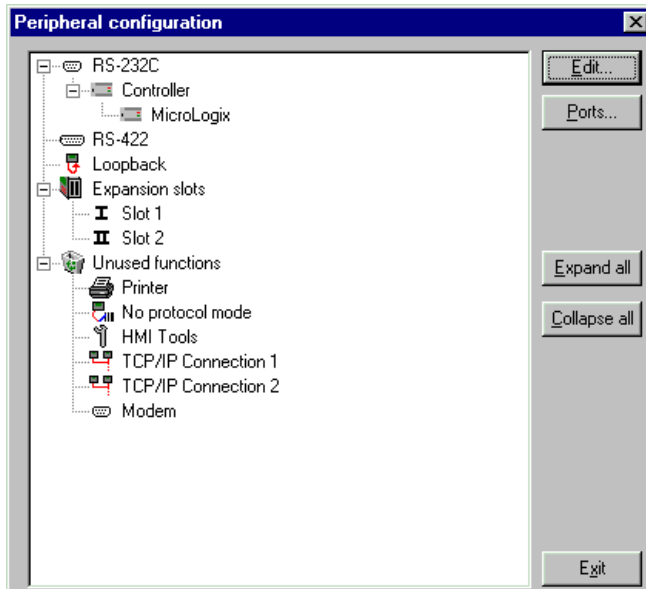 Peripheral configuration
RS-232C
Controller
MicroLogix
RS-422
Loopback
Expansion slots
Slot 1
Slot 2
Unused functions
Printer
No protocol mode
HMI Tools
TCP/IP Connection 1
TCP/IP Connection 2
Modem
Edit...
Ports...
Expand all
Collapse all
Exit